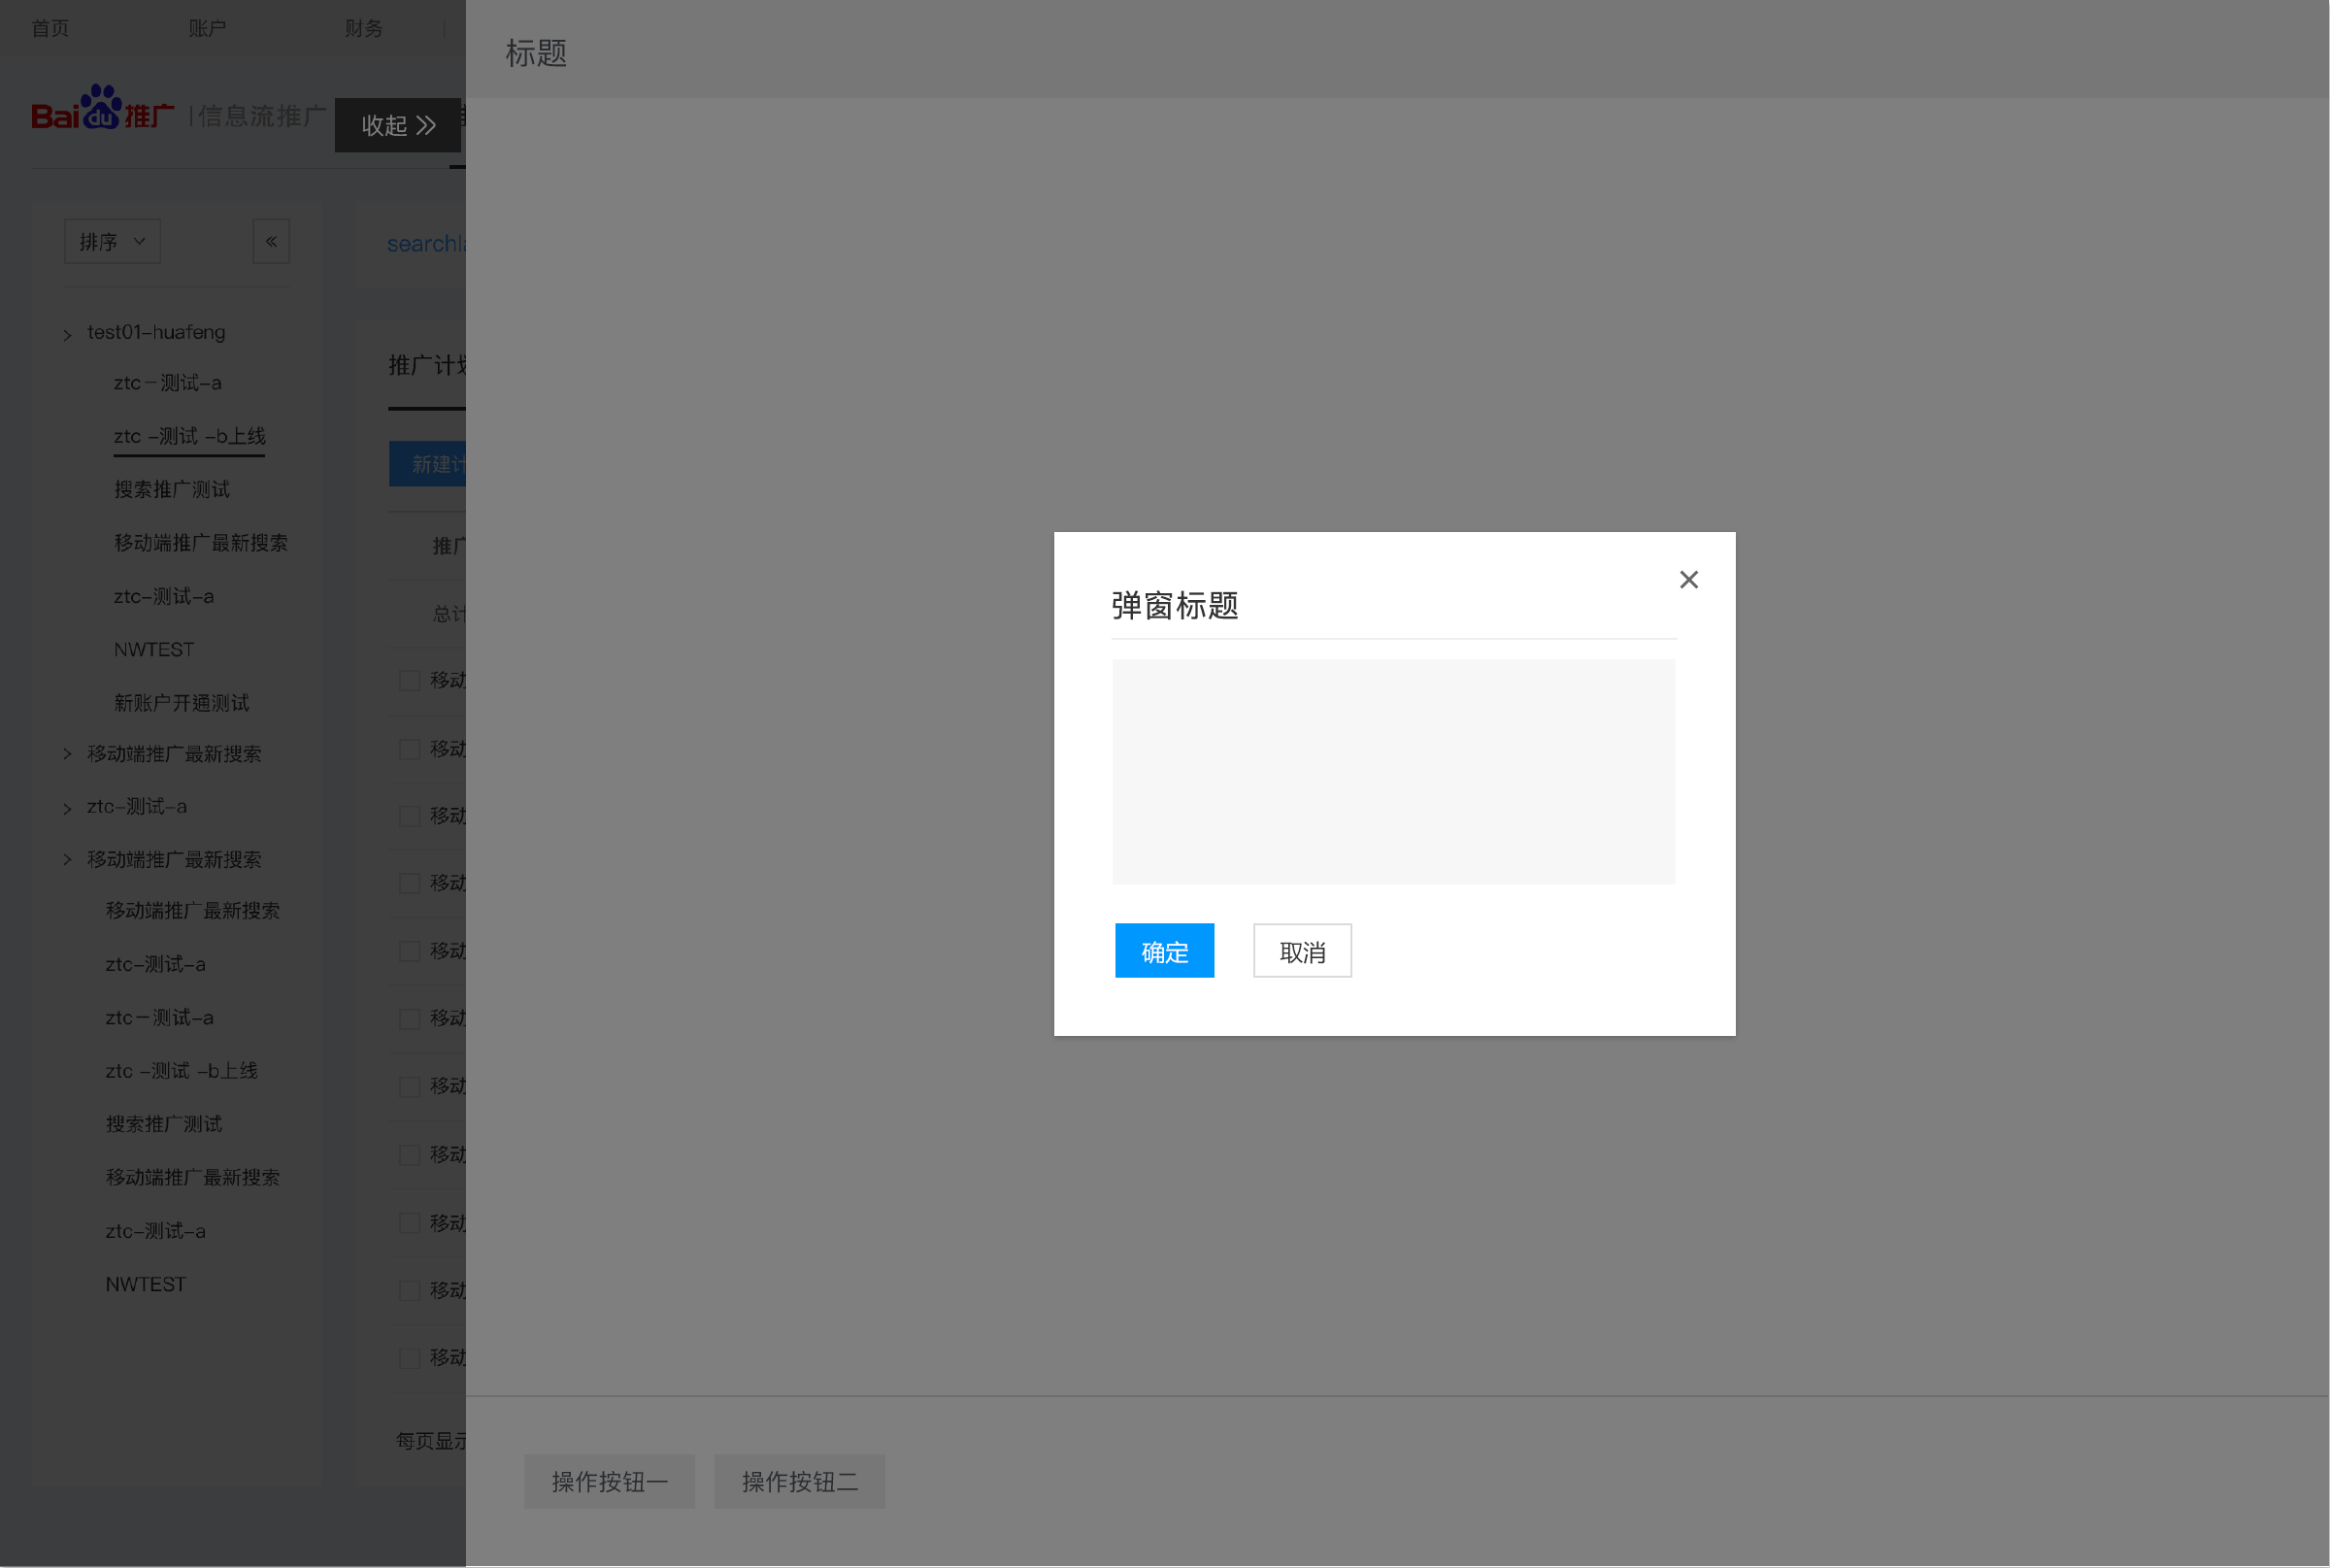 首页 账户 财务
标题
Bai du 推广 信息流推广 收起
排序
searchl
test01-huafeng
ztc-测试-a
ztc -测试 -b上线
搜索推广测试
移动端推广最新搜索
ztc-测试-a
NWTEST
新账户开通测试
移动端推广最新搜索
ztc-测试-a
移动端推广最新搜索
移动端推广最新搜索
ztc-测试-a
ztc-测试-a
ztc -测试 -b上线
搜索推广测试
移动端推广最新搜索
ztc-测试-a
NWTEST
推广计划
新建计
推广
总计
移动
移动
移动
移动
移动
移动
移动
移动
移动
移动
移动
每页显示
弹窗标题
确定 取消
操作按钮一 操作按钮二